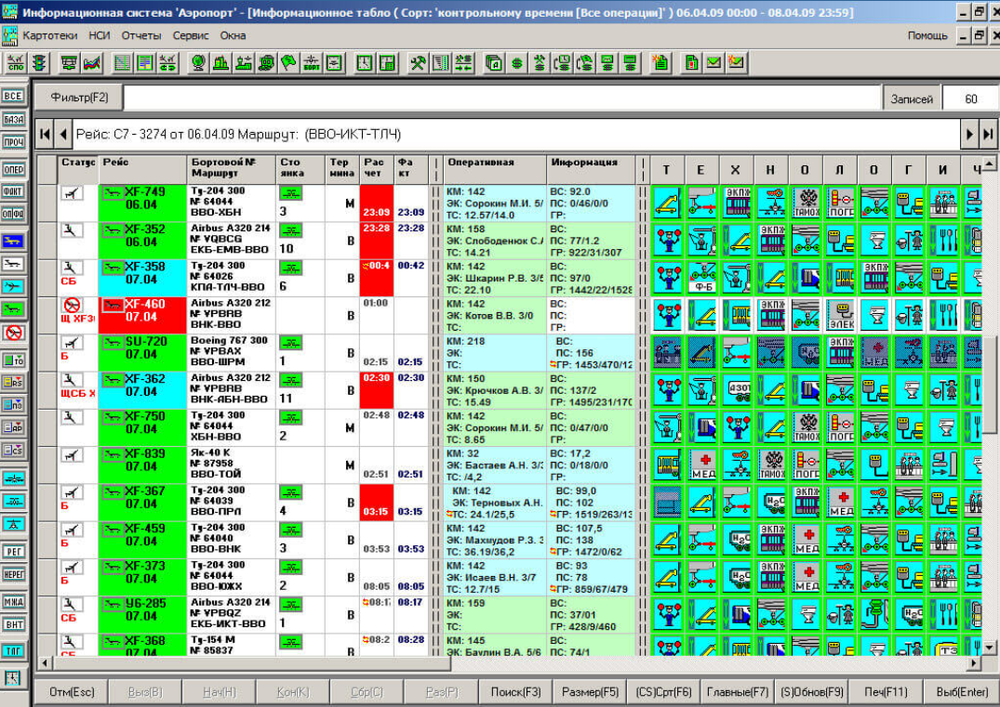 Информационная система 'Аэропорт' - [Информационное табло ( Сорт: 'контрольному времени [Все операции]' ) 06.04.09 00:00 - 08.04.09 23:59]
Картотеки НСИ Отчеты Сервис Окна Помощь
Фильтр(F2) Записей 60
Рейс: С7 - 3274 от 06.04.09 Маршрут: (ВВО-ИКТ-ТЛЧ)
ВСЕ
БАЗА
ПРОЧ
ОПЕР
ФАКТ
РЕГ
НЕРЕГ
МЖД
ВНТ
Статус Рейс Бортовой № Сто Тер Рас Фа Оперативная Информация Т Е Х Н О Л О Г И Ч
Маршрут янка мина чет кт
XF-749 Ту-204 300 КМ: 142 ВС: 92.0
06.04 № 64044 М ЭК: Сорокин М.И. 5/ ПС: 0/46/0/0
ВВО-ХБН 3 23:09 23:09 ТС: 12.57/14.0 ГР:
XF-352 Airbus A320 214 23:28 23:28 КМ: 158 ВС:
06.04 № VQBCG В ЭК: Слободенюк С./ ПС: 77/1.2
ЕКБ-ЕМВ-ВВО 10 ТС: 14.21 ГР: 922/31/307
XF-358 Ту-204 300 00:4 00:42 КМ: 142 ВС:
СБ 07.04 № 64026 В ЭК: Шкарин Р.В. 3/5 ПС: 97/0
КПА-ТЛЧ-ВВО 6 ТС: 22.10 ГР: 1442/22/1528
XF-460 Airbus A320 212 01:00 КМ: 142 ВС:
07.04 № VPBRB В ЭК: Котов В.В. 3/0 ПС:
ВНК-ВВО ТС: ГР:
SU-720 Boeing 767 300 КМ: 218 ВС:
Б 07.04 № VPBAX В ЭК: ПС: 156
ВВО-ШРМ 1 02:15 02:15 ТС: ГР: 1453/470/12
XF-362 Airbus A320 212 02:30 02:30 КМ: 150 ВС:
ЩСБ X 07.04 № VPBRB В ЭК: Крючков А.В. 3/ ПС: 137/2
ВНК-АБН-ВВО 11 ТС: 15.49 ГР: 1495/231/170
XF-750 Ту-204 300 02:48 02:48 КМ: 142 ВС:
07.04 № 64044 М ЭК: Сорокин М.И. 5/ ПС: 0/47/0/0
ХБН-ВВО 2 ТС: 8.65 ГР:
XF-839 Як-40 К КМ: 32 ВС: 17,2
07.04 № 87958 М ЭК: Бастаев А.Н. 3/ ПС: 0/18/0/0
ВВО-ТОЙ 02:51 02:51 ТС: /4,2 ГР:
XF-367 Ту-204 300 КМ: 142 ВС: 99,0
Б 07.04 № 64039 В ЭК: Терновых А.Н. ПС: 102
ВВО-ПРЛ 4 03:15 03:15 ТС: 24.1/25,5 ГР: 1519/263/13
XF-459 Ту-204 300 КМ: 142 ВС: 107,5
Б 07.04 № 64040 В ЭК: Махмудов Р.З. 3 ПС: 138
ВВО-ВНК 3 03:53 03:53 ТС: 36.19/36,2 ГР: 1472/0/62
XF-373 Ту-204 300 КМ: 142 ВС: 93
Б 07.04 № 64044 В ЭК: Исаев В.Н. 3/7 ПС: 78
ВВО-ЮЖХ 2 08:05 08:05 ТС: 12.7/15 ГР: 859/67/479
У6-285 Airbus A320 214 08:1 08:17 КМ: 159 ВС:
СБ 07.04 № VPBQZ В ЭК: ПС: 37/01
ЕКБ-ИКТ-ВВО 1 ТС: ГР: 428/9/460
XF-368 Ту-154 М 08:2 08:28 КМ: 145 ВС:
СБ 07.04 № 85837 В ЭК: Баулин В.А. 5/6 ПС: 74/1
Отм(Esc) Выз(В) Нач(Н) Кон(К) Сбр(С) Раз(Р) Поиск(F3) Размер(F5) (CS)Срт(F6) Главные(F7) (S)Обнов(F9) Печ(F11) Выб(Enter)